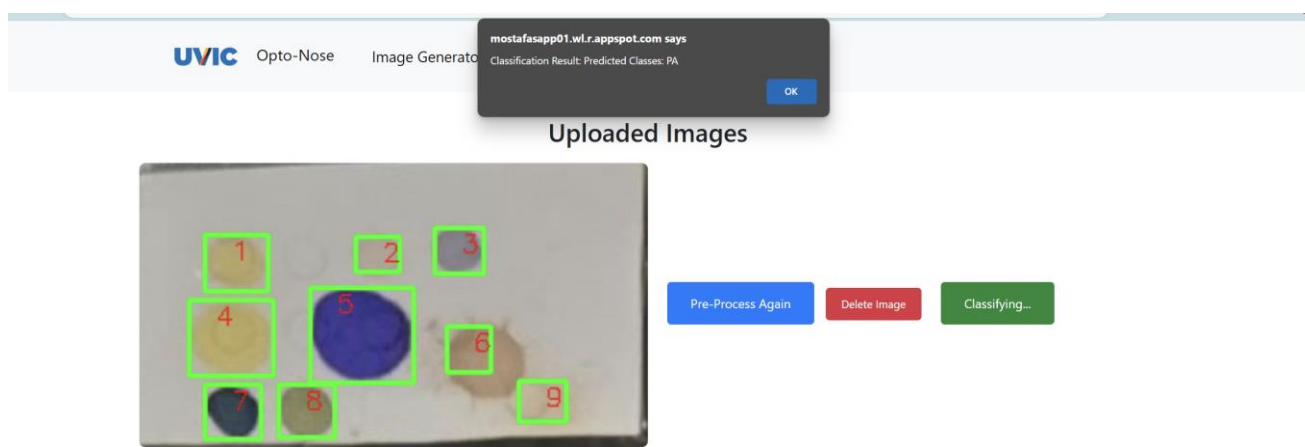 mostafasapp01.wl.r.appspot.com says
Classification Result: Predicted Classes: PA
OK
UVIC Opto-Nose Image Generato
Uploaded Images
1 2 3
4 5 6
7 8 9
Pre-Process Again Delete Image Classifying...